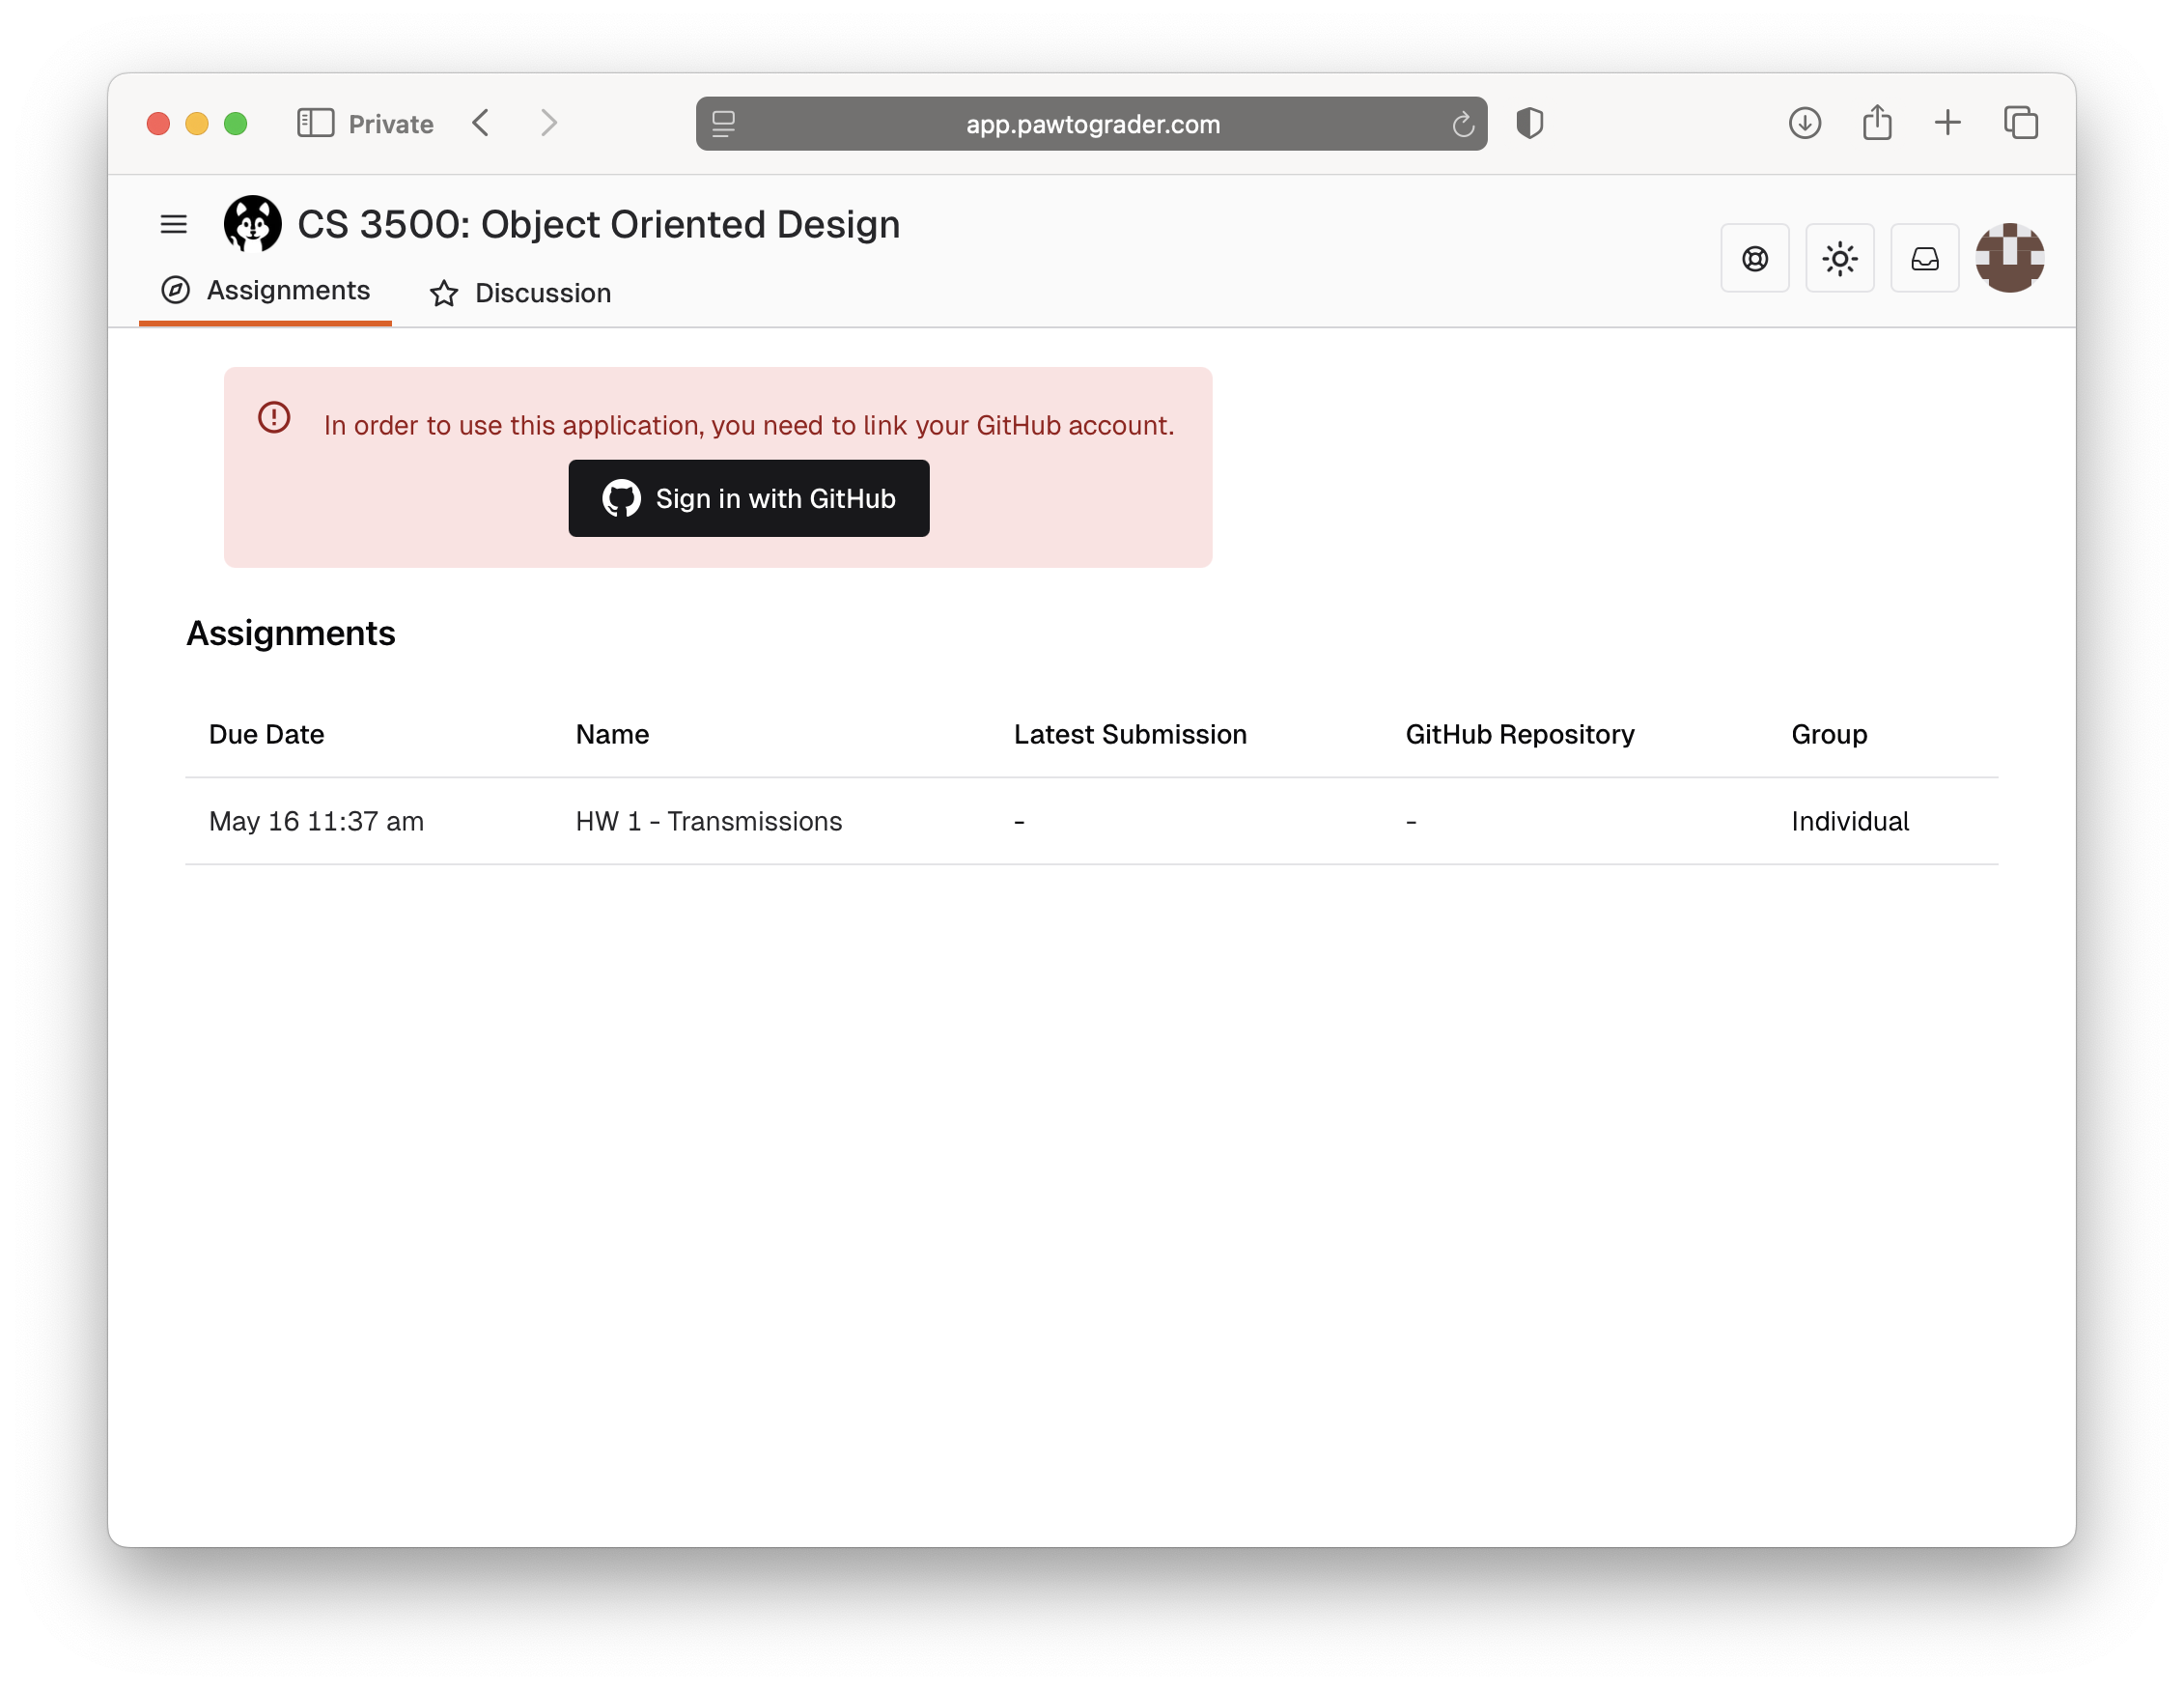 Private
app.pawtograder.com
CS 3500: Object Oriented Design
Assignments
Discussion
In order to use this application, you need to link your GitHub account.
Sign in with GitHub
Assignments
Due Date Name Latest Submission GitHub Repository Group
May 16 11:37 am HW 1 - Transmissions - - Individual